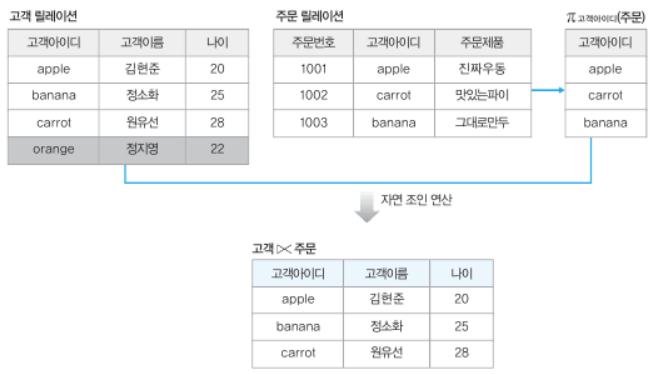 고객 릴레이션
고객아이디 고객이름 나이
apple 김현준 20
banana 정소화 25
carrot 원유선 28
orange 정지명 22
주문 릴레이션
주문번호 고객아이디 주문제품
1001 apple 진짜우동
1002 carrot 맛있는파이
1003 banana 그대로만두
π고객아이디(주문)
고객아이디
apple
carrot
banana
자연 조인 연산
고객 ⋉ 주문
고객아이디 고객이름 나이
apple 김현준 20
banana 정소화 25
carrot 원유선 28